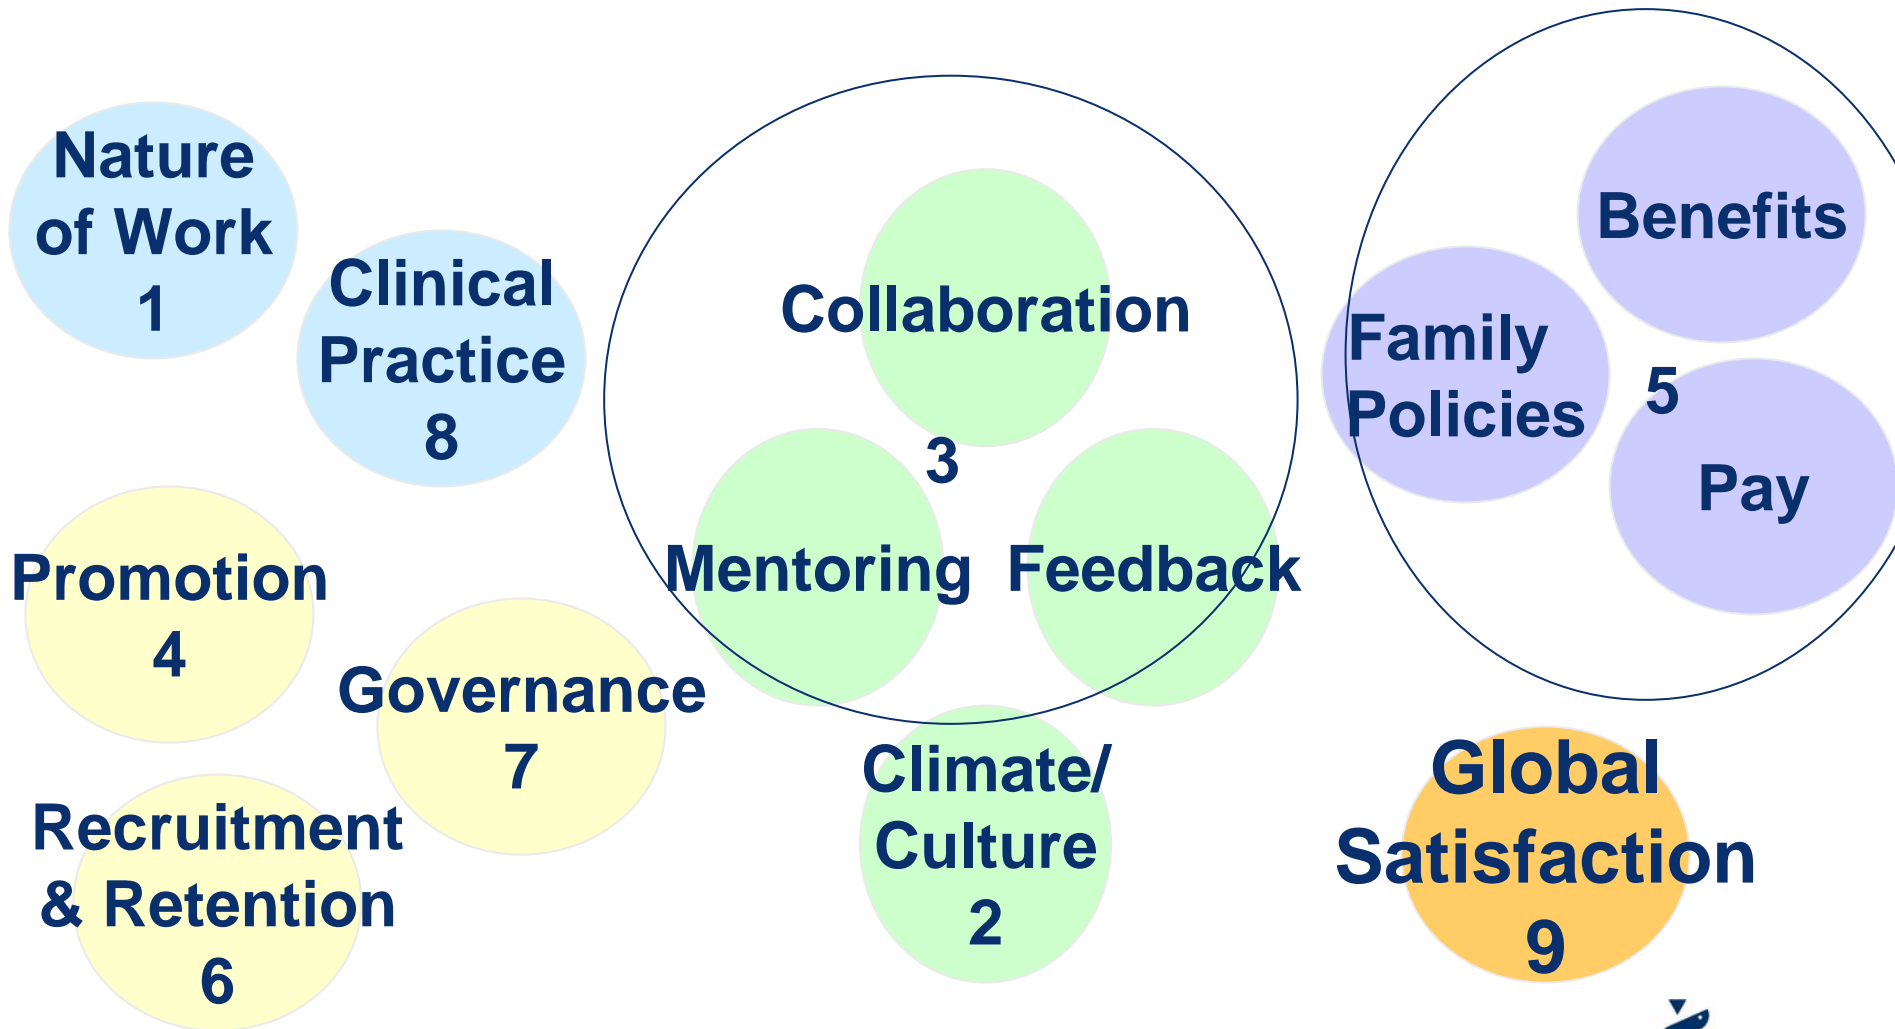 Nature
of Work
1
Clinical
Practice
8
Collaboration
3
Mentoring
Feedback
Benefits
Family
Policies
5
Pay
Promotion
4
Governance
7
Recruitment
& Retention
6
Climate/
Culture
2
Global
Satisfaction
9